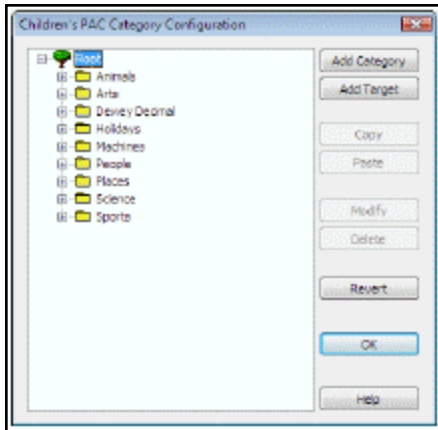 Children's PAC Category Configuration
Root
Animals
Arts
Dewey Decimal
Holidays
Machines
People
Places
Science
Sports
Add Category
Add Target
Copy
Paste
Modify
Delete
Revert
OK
Help